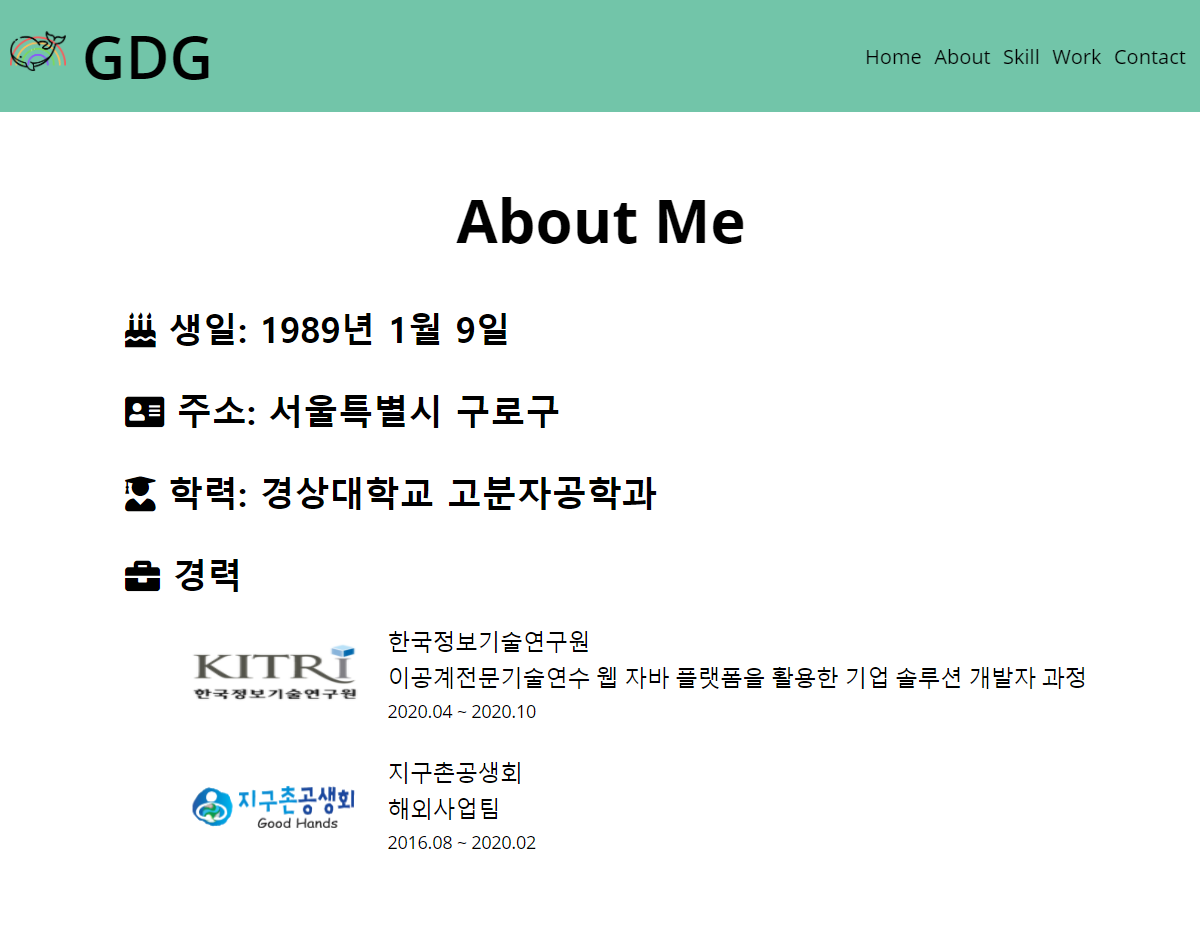 GDG
Home About Skill Work Contact
About Me
생일: 1989년 1월 9일
주소: 서울특별시 구로구
학력: 경상대학교 고분자공학과
경력
KITRI
한국정보기술연구원
한국정보기술연구원
이공계전문기술연수 웹 자바 플랫폼을 활용한 기업 솔루션 개발자 과정
2020.04 ~ 2020.10
지구촌공생회
Good Hands
지구촌공생회
해외사업팀
2016.08 ~ 2020.02